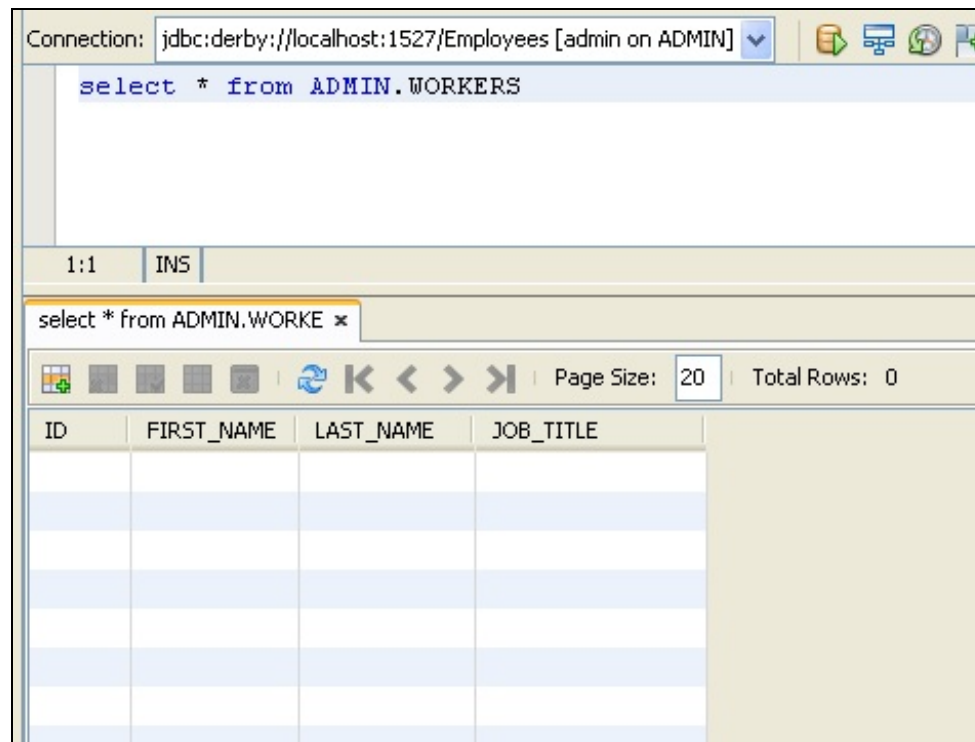 Connection: jdbc:derby://localhost:1527/Employees [admin on ADMIN]
select * from ADMIN.WORKERS
1:1 INS
select * from ADMIN.WORKE
Page Size: 20 Total Rows: 0
ID FIRST_NAME LAST_NAME JOB_TITLE